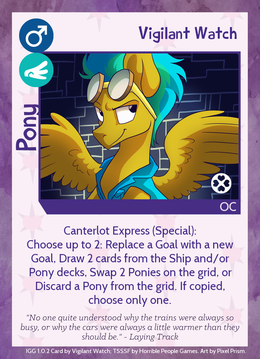 Vigilant Watch
Pony
OC
Canterlot Express (Special):
Choose up to 2: Replace a Goal with a new
Goal, Draw 2 cards from the Ship and/or
Pony decks, Swap 2 Ponies on the grid, or
Discard a Pony from the grid. If copied,
choose only one.
"No one quite understood why the trains were always so
busy, or why the cars were always a little warmer than they
should be." - Laying Track
IGG 1.0.2 Card by Vigilant Watch, TSSSF by Horrible People Games. Art by Pixel Prism.